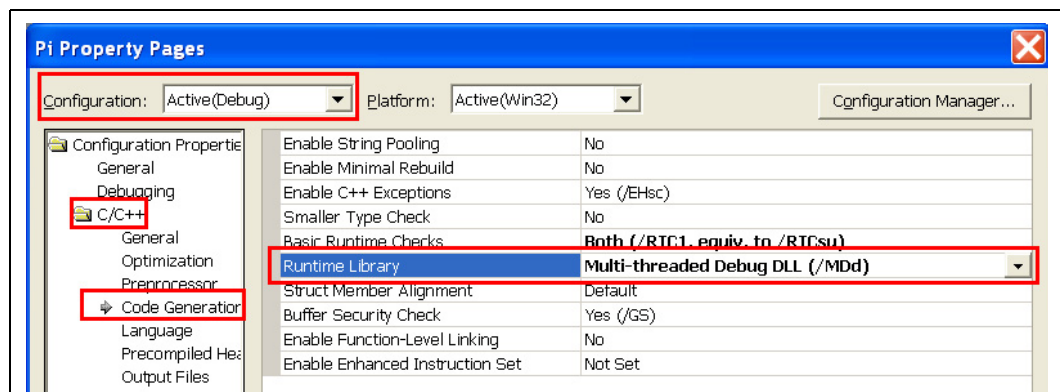 Pi Property Pages
Configuration: Active(Debug) Platform: Active(Win32) Configuration Manager...
Configuration Propertie
General
Debugging
C/C++
General
Optimization
Preprocessor
Code Generation
Language
Precompiled Hea
Output Files
Enable String Pooling No
Enable Minimal Rebuild No
Enable C++ Exceptions Yes (/EHsc)
Smaller Type Check No
Basic Runtime Checks Both (/RTC1, equiv. to /RTCsu)
Runtime Library Multi-threaded Debug DLL (/MDd)
Struct Member Alignment Default
Buffer Security Check Yes (/GS)
Enable Function-Level Linking No
Enable Enhanced Instruction Set Not Set